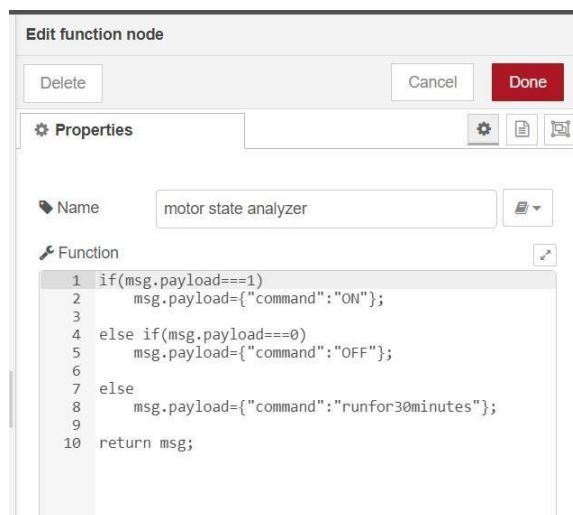 Edit function node
Delete Cancel Done
Properties
Name motor state analyzer
Function
1 if(msg.payload===1)
2     msg.payload={"command":"ON"};
3
4 else if(msg.payload===0)
5     msg.payload={"command":"OFF"};
6
7 else
8     msg.payload={"command":"runfor30minutes"};
9
10 return msg;